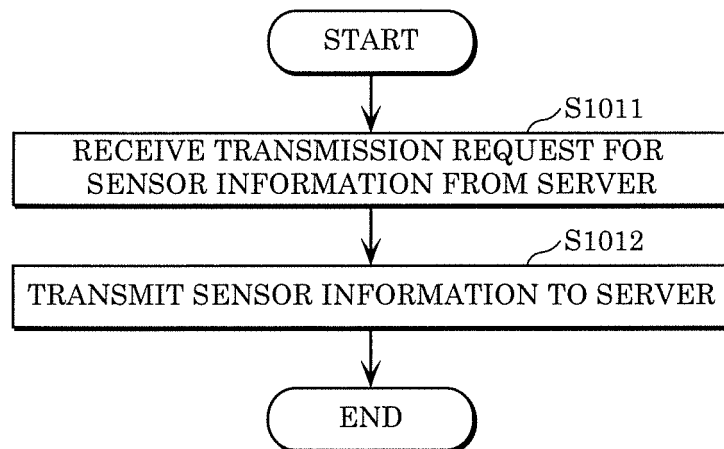 START
S1011
RECEIVE TRANSMISSION REQUEST FOR
SENSOR INFORMATION FROM SERVER
S1012
TRANSMIT SENSOR INFORMATION TO SERVER
END